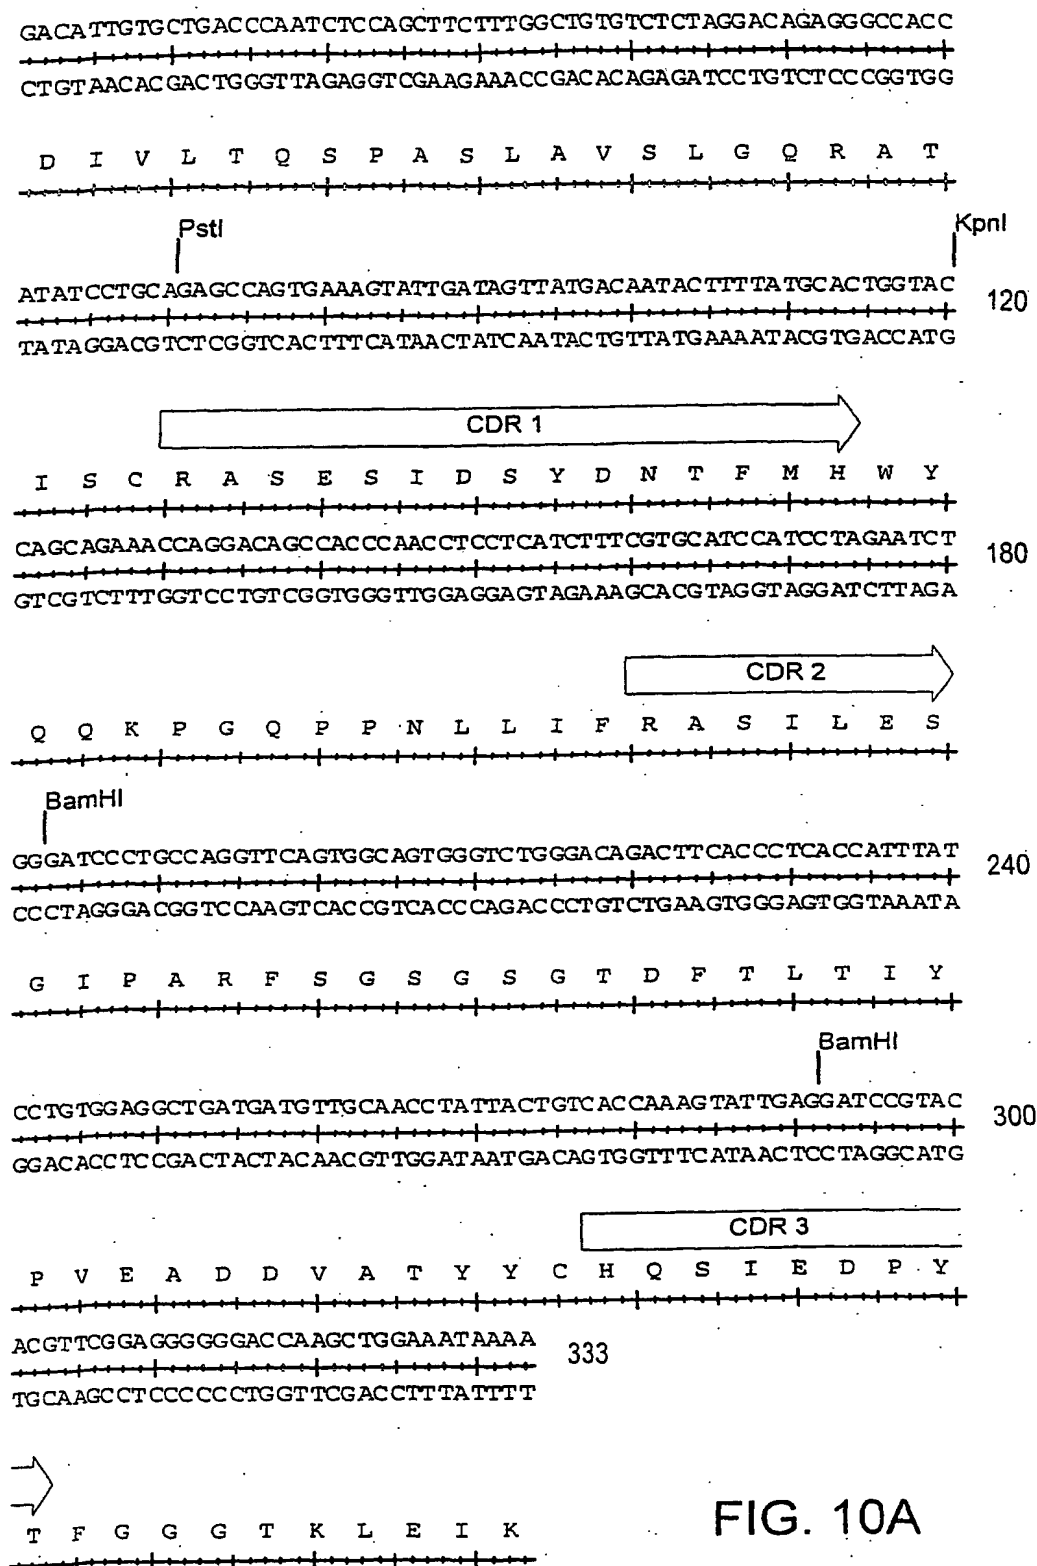 GACATTGTGCTGACCCAATCTCCAGCTTCTTTGGCTGTGTCTCTAGGACAGAGGGCCACC
CTGTAACACGACTGGGTTAGAGGTCGAAGAAACCGACACAGAGATCCTGTCTCCCGGTGG
D I V L T Q S P A S L A V S L G Q R A T
PstI KpnI
ATATCCTGCAGAGCCAGTGAAAGTATTGATAGTTATGACAATACTTTTATGCACTGGTAC 120
TATAGGACGTCTCGGTCACTTTCATAACTATCAATACTGTTATGAAAATACGTGACCATG
CDR 1
I S C R A S E S I D S Y D N T F M H W Y
CAGCAGAAACCAGGACAGCCACCCAACCTCCTCATCTTTCGTGCATCCATCCTAGAATCT 180
GTCGTCTTTGGTCCTGTCGGTGGGTTGGAGGAGTAGAAAGCACGTAGGTAGGATCTTAGA
CDR 2
Q Q K P G Q P P N L L I F R A S I L E S
BamHI
GGGATCCCTGCCAGGTTCAGTGGCAGTGGGTCTGGGACAGACTTCACCCTCACCATTTAT 240
CCCTAGGGACGGTCCAAGTCACCGTCACCCAGACCCTGTCTGAAGTGGGAGTGGTAAATA
G I P A R F S G S G S G T D F T L T I Y
BamHI
CCTGTGGAGGCTGATGATGTTGCAACCTATTACTGTCACCAAAGTATTGAGGATCCGTAC 300
GGACACCTCCGACTACTACAACGTTGGATAATGACAGTGGTTTCATAACTCCTAGGCATG
CDR 3
P V E A D D V A T Y Y C H Q S I E D P Y
ACGTTCGGAGGGGGGACCAAGCTGGAAATAAAA 333
TGCAAGCCTCCCCCCTGGTTCGACCTTTATTTT
T F G G G T K L E I K
FIG. 10A